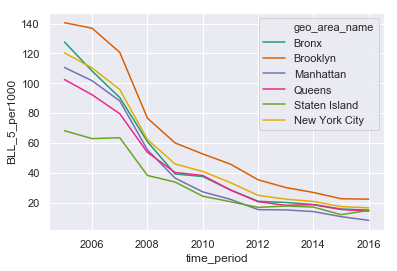 geo_area_name
Bronx
Brooklyn
Manhattan
Queens
Staten Island
New York City
BLL_5_per1000
140
120
100
80
60
40
20
2006 2008 2010 2012 2014 2016
time_period